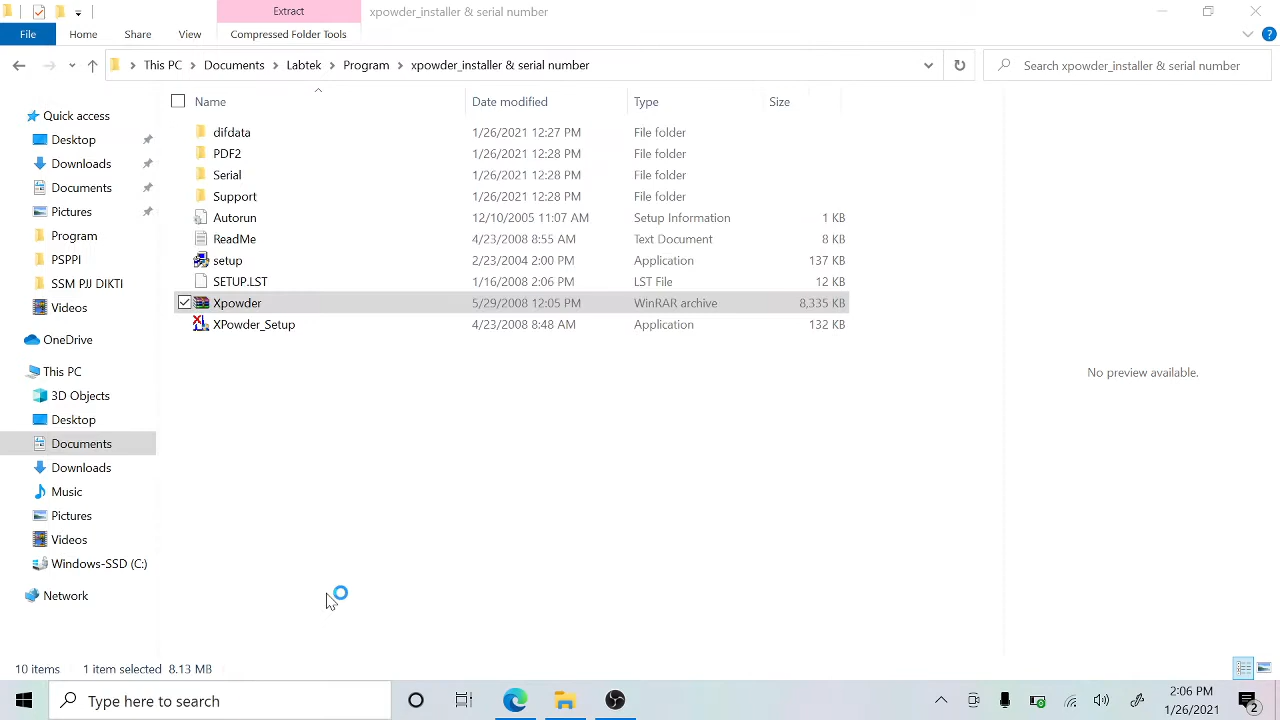 Extract
xpowder_installer & serial number
File
Home
Share
View
Compressed Folder Tools
This PC
Documents
Labtek
Program
xpowder_installer & serial number
Search xpowder_installer & serial number
Name
Date modified
Type
Size
Quick access
Desktop
Downloads
Documents
Pictures
Program
PSPPI
SSM PJJ DIKTI
Videos
OneDrive
This PC
3D Objects
Desktop
Documents
Downloads
Music
Pictures
Videos
Windows-SSD (C:)
Network
difdata 1/26/2021 12:27 PM File folder
PDF2 1/26/2021 12:28 PM File folder
Serial 1/26/2021 12:28 PM File folder
Support 1/26/2021 12:28 PM File folder
Autorun 12/10/2005 11:07 AM Setup Information 1 KB
ReadMe 4/23/2008 8:55 AM Text Document 8 KB
setup 2/23/2004 2:00 PM Application 137 KB
SETUP.LST 1/16/2008 2:06 PM LST File 12 KB
Xpowder 5/29/2008 12:05 PM WinRAR archive 8,335 KB
XPowder_Setup 4/23/2008 8:48 AM Application 132 KB
No preview available.
10 items
1 item selected 8.13 MB
Type here to search
2:06 PM
1/26/2021
2